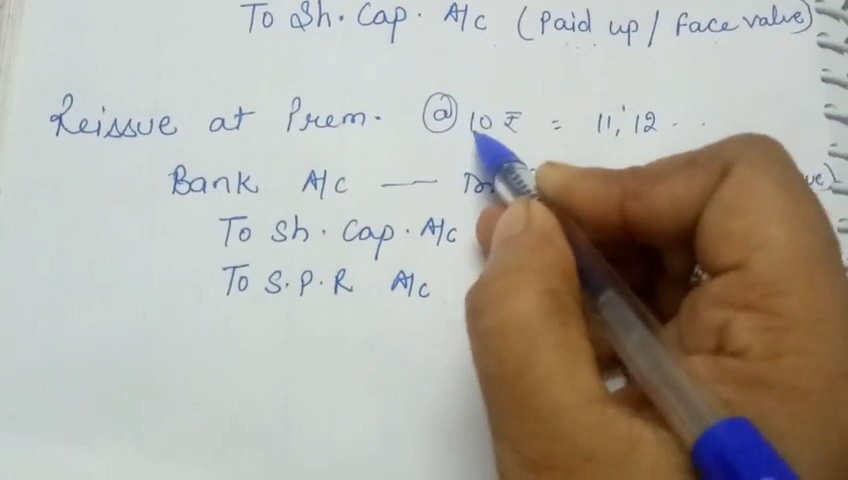 To Sh. Cap. A/c (Paid up / Face value)
Reissue at Prem. @ 10 ₹ = 11, 12 . .
Bank A/c —
To Sh. Cap. A/c
To S.P.R A/c